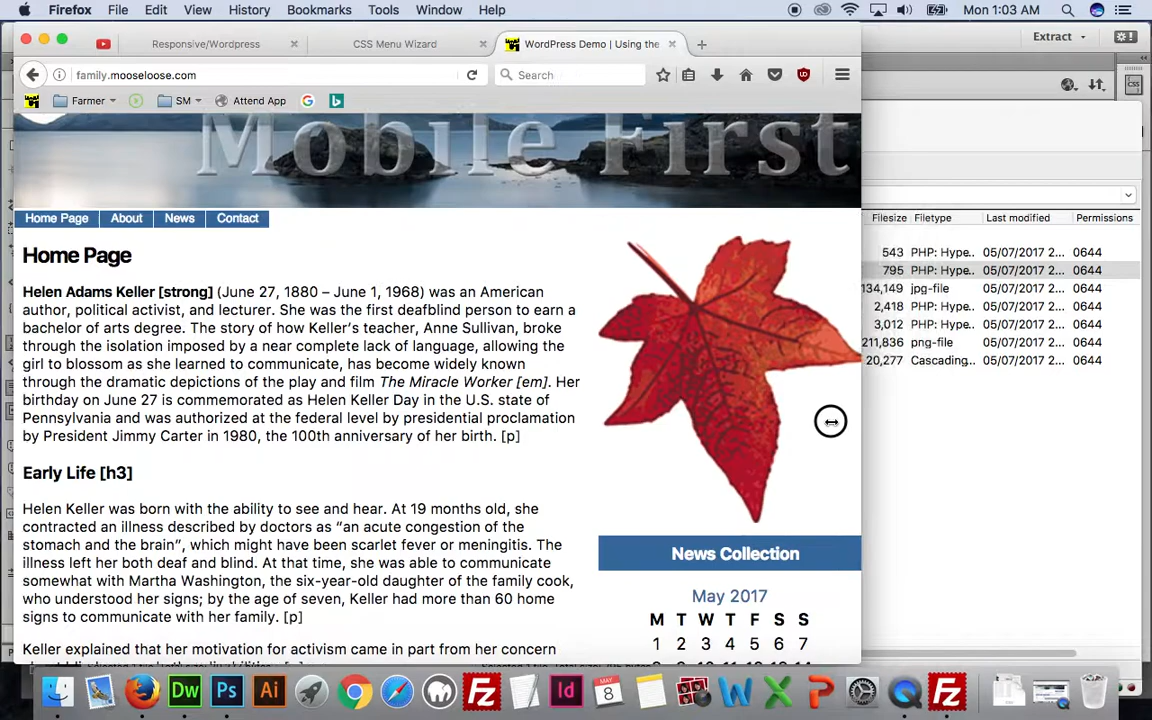 Firefox File Edit View History Bookmarks Tools Window Help Mon 1:03 AM
Responsive/Wordpress CSS Menu Wizard WordPress Demo | Using the
Extract
family.mooseloose.com Search
Farmer SM Attend App
Mobile First
Home Page About News Contact
Filesize Filetype Last modified Permissions
543 PHP: Hype.. 05/07/2017 2... 0644
795 PHP: Hype.. 05/07/2017 2... 0644
134,149 jpg-file 05/07/2017 2... 0644
2,418 PHP: Hype.. 05/07/2017 2... 0644
3,012 PHP: Hype.. 05/07/2017 2... 0644
211,836 png-file 05/07/2017 2... 0644
20,277 Cascading... 05/07/2017 2... 0644
Home Page
Helen Adams Keller [strong] (June 27, 1880 – June 1, 1968) was an American
author, political activist, and lecturer. She was the first deafblind person to earn a
bachelor of arts degree. The story of how Keller's teacher, Anne Sullivan, broke
through the isolation imposed by a near complete lack of language, allowing the
girl to blossom as she learned to communicate, has become widely known
through the dramatic depictions of the play and film The Miracle Worker [em]. Her
birthday on June 27 is commemorated as Helen Keller Day in the U.S. state of
Pennsylvania and was authorized at the federal level by presidential proclamation
by President Jimmy Carter in 1980, the 100th anniversary of her birth. [p]
Early Life [h3]
Helen Keller was born with the ability to see and hear. At 19 months old, she
contracted an illness described by doctors as “an acute congestion of the
stomach and the brain”, which might have been scarlet fever or meningitis. The
illness left her both deaf and blind. At that time, she was able to communicate
somewhat with Martha Washington, the six-year-old daughter of the family cook,
who understood her signs; by the age of seven, Keller had more than 60 home
signs to communicate with her family. [p]
Keller explained that her motivation for activism came in part from her concern
News Collection
May 2017
M T W T F S S
1 2 3 4 5 6 7
CSS
Dw Ps Ai Fz Id MAY 8 Fz